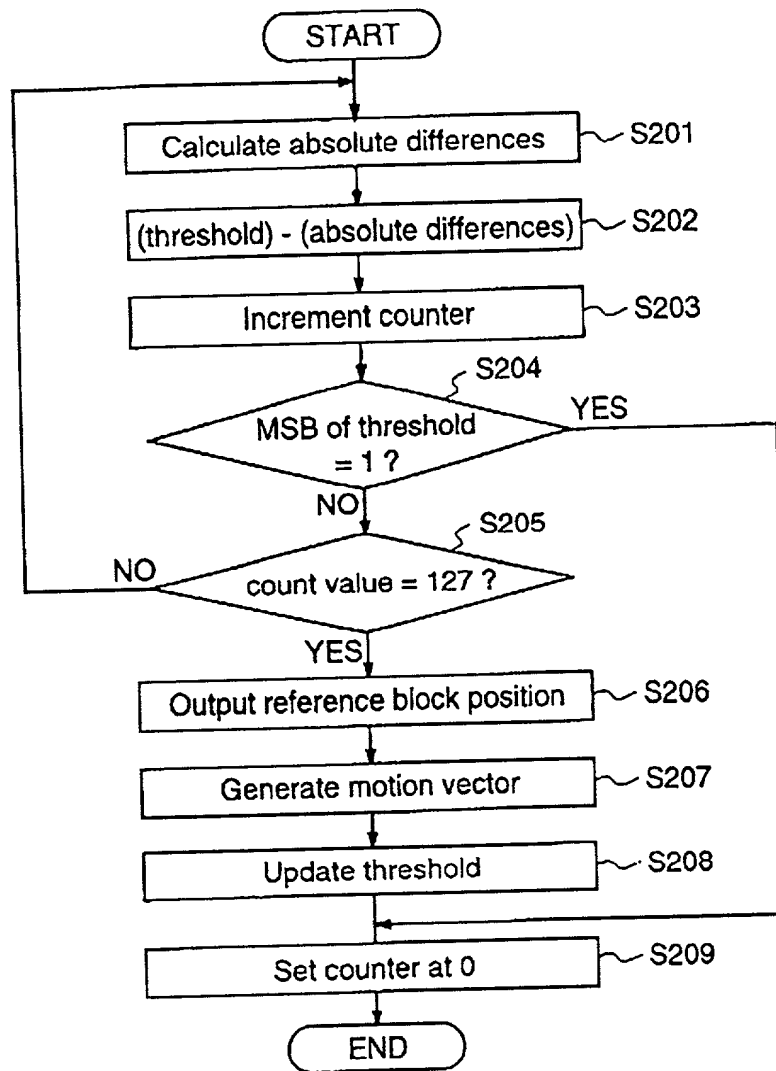 START
Calculate absolute differences
S201
(threshold) - (absolute differences)
S202
Increment counter
S203
S204
MSB of threshold
= 1 ?
YES
NO
S205
count value = 127 ?
NO
YES
Output reference block position
S206
Generate motion vector
S207
Update threshold
S208
Set counter at 0
S209
END